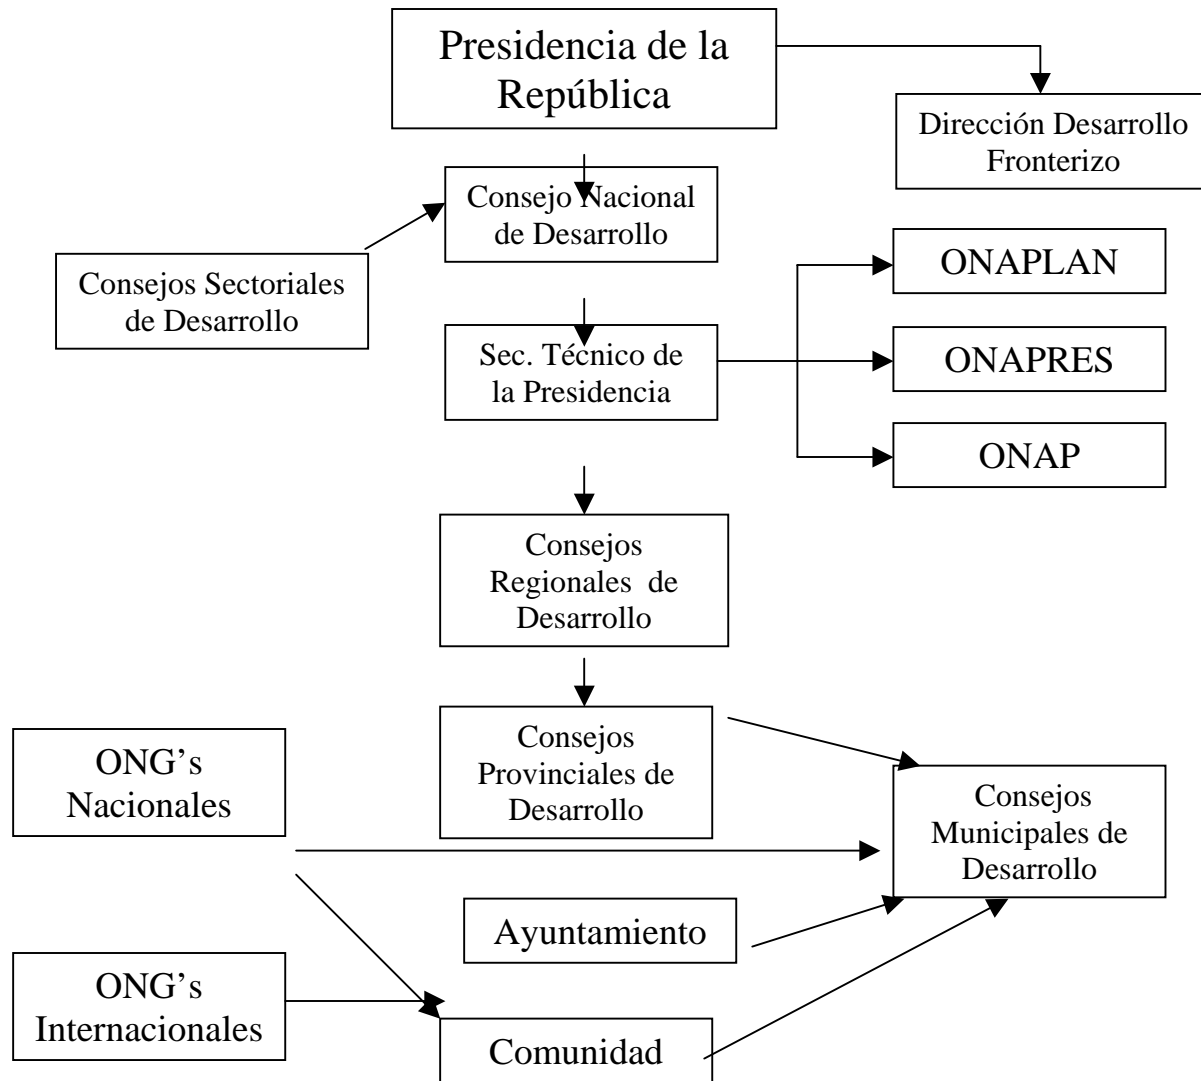 Presidencia de la
República
Dirección Desarrollo
Fronterizo
Consejo Nacional
de Desarrollo
Consejos Sectoriales
de Desarrollo
ONAPLAN
Sec. Técnico de
la Presidencia
ONAPRES
ONAP
Consejos
Regionales de
Desarrollo
Consejos
Provinciales de
Desarrollo
ONG’s
Nacionales
Consejos
Municipales de
Desarrollo
Ayuntamiento
ONG’s
Internacionales
Comunidad